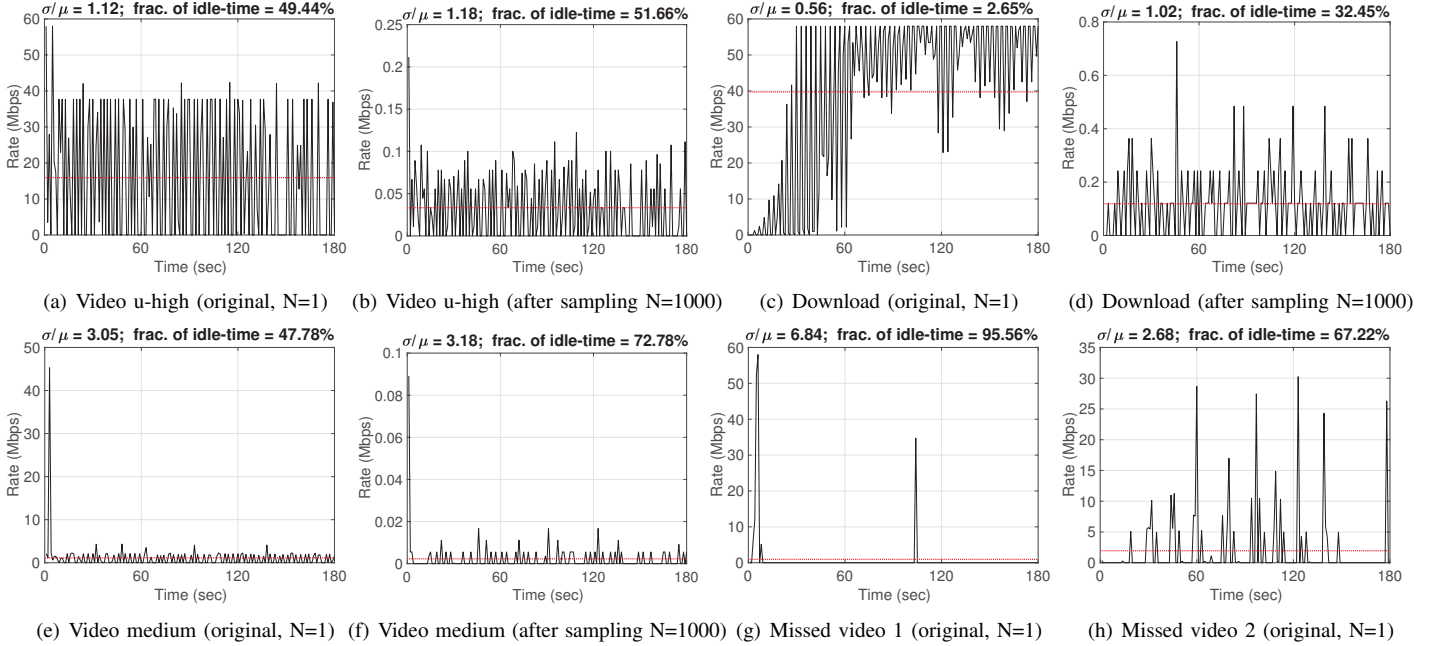 σ/μ = 1.12; frac. of idle-time = 49.44%
60
50
40
30
20
10
0
Rate (Mbps)
0 60 120 180
Time (sec)
(a) Video u-high (original, N=1)
σ/μ = 1.18; frac. of idle-time = 51.66%
0.25
0.2
0.15
0.1
0.05
0
Rate (Mbps)
0 60 120 180
Time (sec)
(b) Video u-high (after sampling N=1000)
σ/μ = 0.56; frac. of idle-time = 2.65%
60
50
40
30
20
10
0
Rate (Mbps)
0 60 120 180
Time (sec)
(c) Download (original, N=1)
σ/μ = 1.02; frac. of idle-time = 32.45%
0.8
0.6
0.4
0.2
0
Rate (Mbps)
0 60 120 180
Time (sec)
(d) Download (after sampling N=1000)
σ/μ = 3.05; frac. of idle-time = 47.78%
50
40
30
20
10
0
Rate (Mbps)
0 60 120 180
Time (sec)
(e) Video medium (original, N=1)
σ/μ = 3.18; frac. of idle-time = 72.78%
0.1
0.08
0.06
0.04
0.02
0
Rate (Mbps)
0 60 120 180
Time (sec)
(f) Video medium (after sampling N=1000)
σ/μ = 6.84; frac. of idle-time = 95.56%
60
50
40
30
20
10
0
Rate (Mbps)
0 60 120 180
Time (sec)
(g) Missed video 1 (original, N=1)
σ/μ = 2.68; frac. of idle-time = 67.22%
35
30
25
20
15
10
5
0
Rate (Mbps)
0 60 120 180
Time (sec)
(h) Missed video 2 (original, N=1)